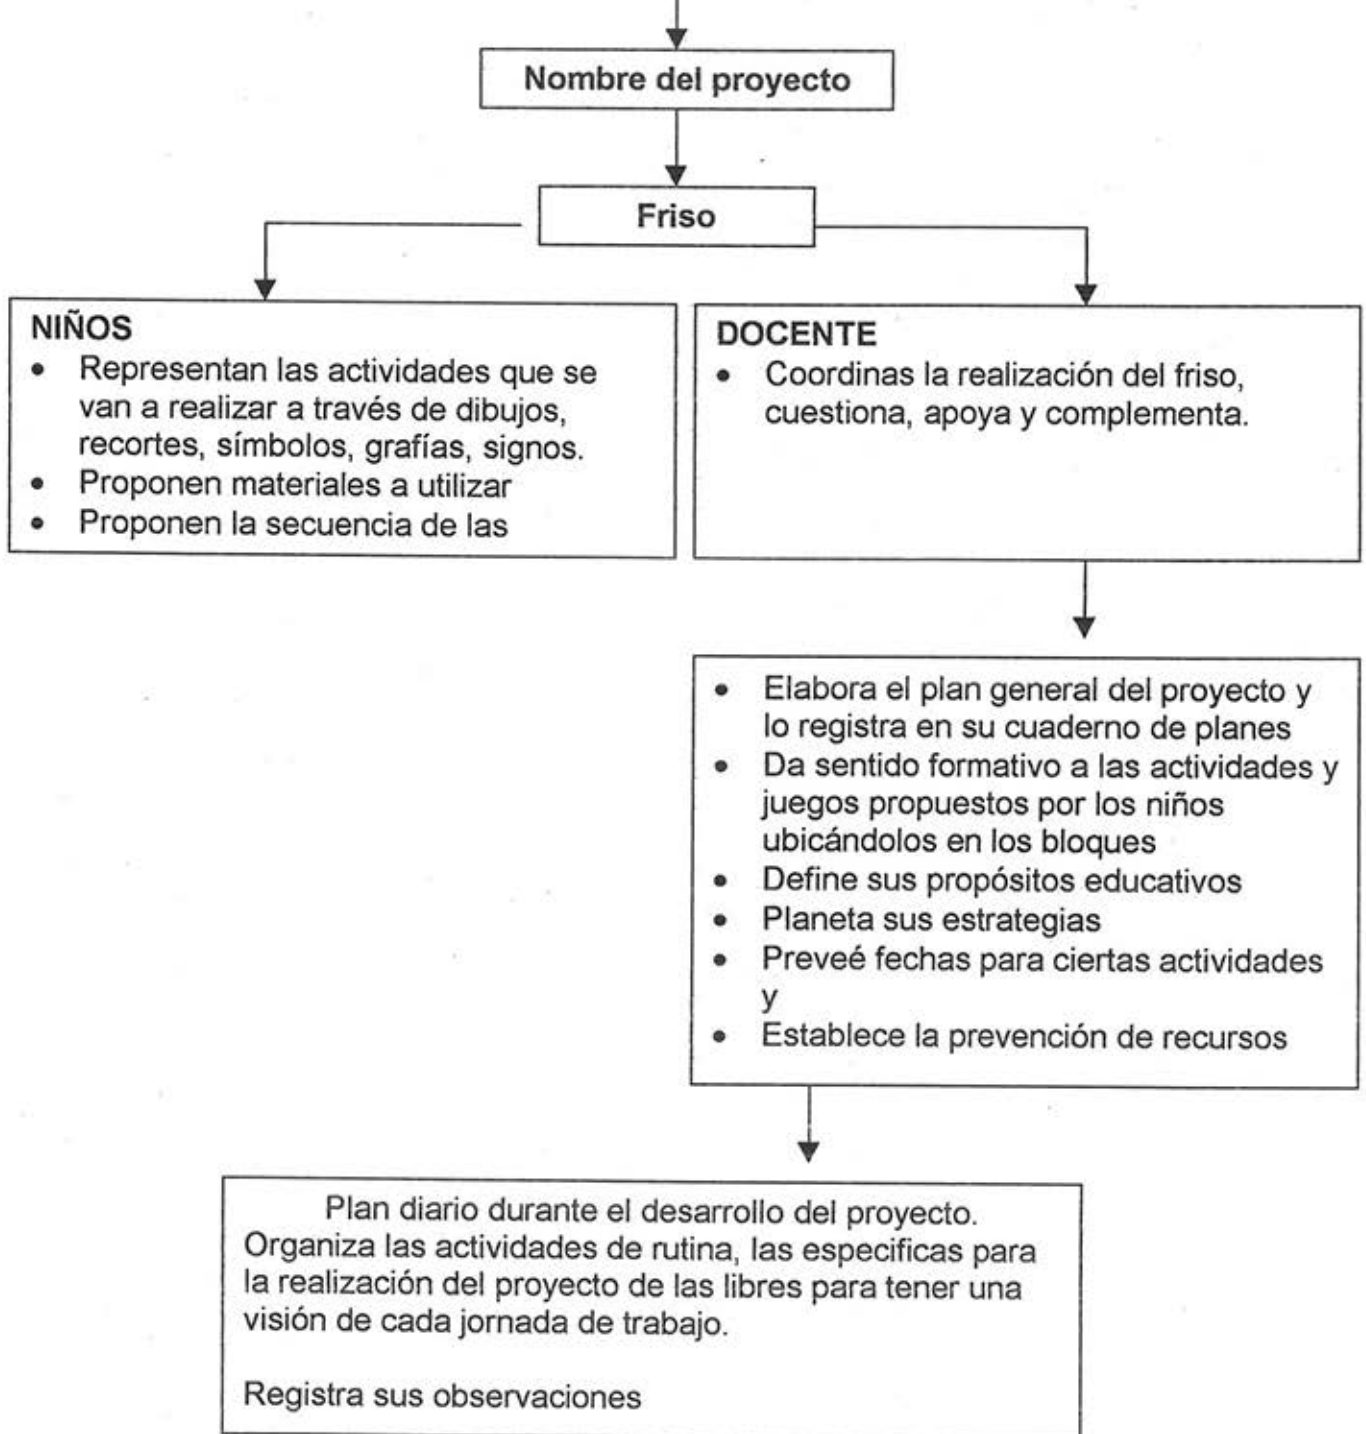 Nombre del proyecto
Friso
NIÑOS
• Representan las actividades que se
van a realizar a través de dibujos,
recortes, símbolos, grafías, signos.
• Proponen materiales a utilizar
• Proponen la secuencia de las
DOCENTE
• Coordinas la realización del friso,
cuestiona, apoya y complementa.
• Elabora el plan general del proyecto y
lo registra en su cuaderno de planes
• Da sentido formativo a las actividades y
juegos propuestos por los niños
ubicándolos en los bloques
• Define sus propósitos educativos
• Planeta sus estrategias
• Preveé fechas para ciertas actividades
y
• Establece la prevención de recursos
Plan diario durante el desarrollo del proyecto.
Organiza las actividades de rutina, las especificas para
la realización del proyecto de las libres para tener una
visión de cada jornada de trabajo.
Registra sus observaciones